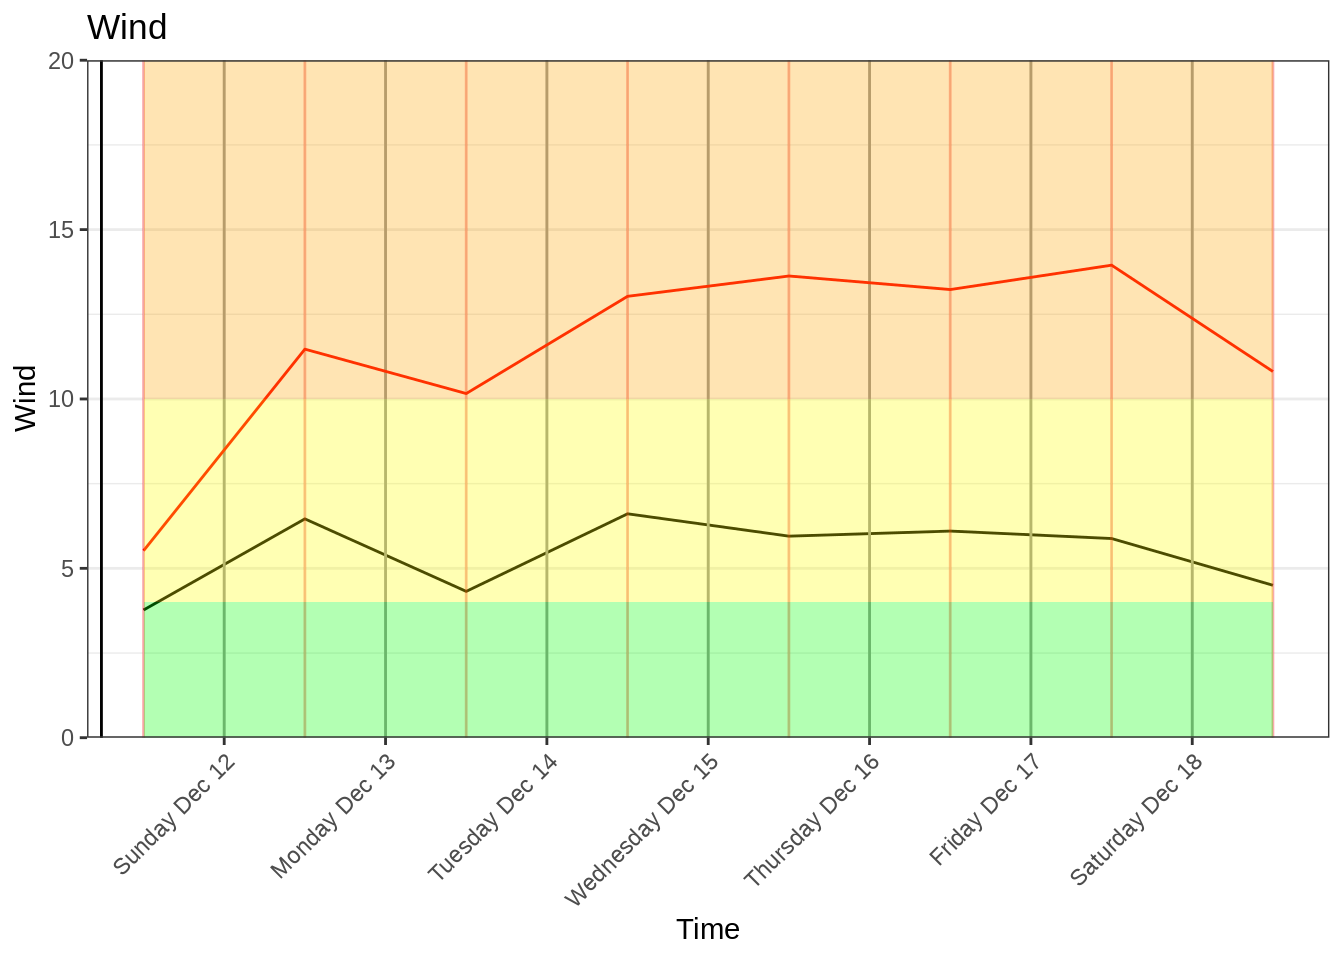 Wind
20
15
10
5
0
Wind
Sunday Dec 12
Monday Dec 13
Tuesday Dec 14
Wednesday Dec 15
Thursday Dec 16
Friday Dec 17
Saturday Dec 18
Time